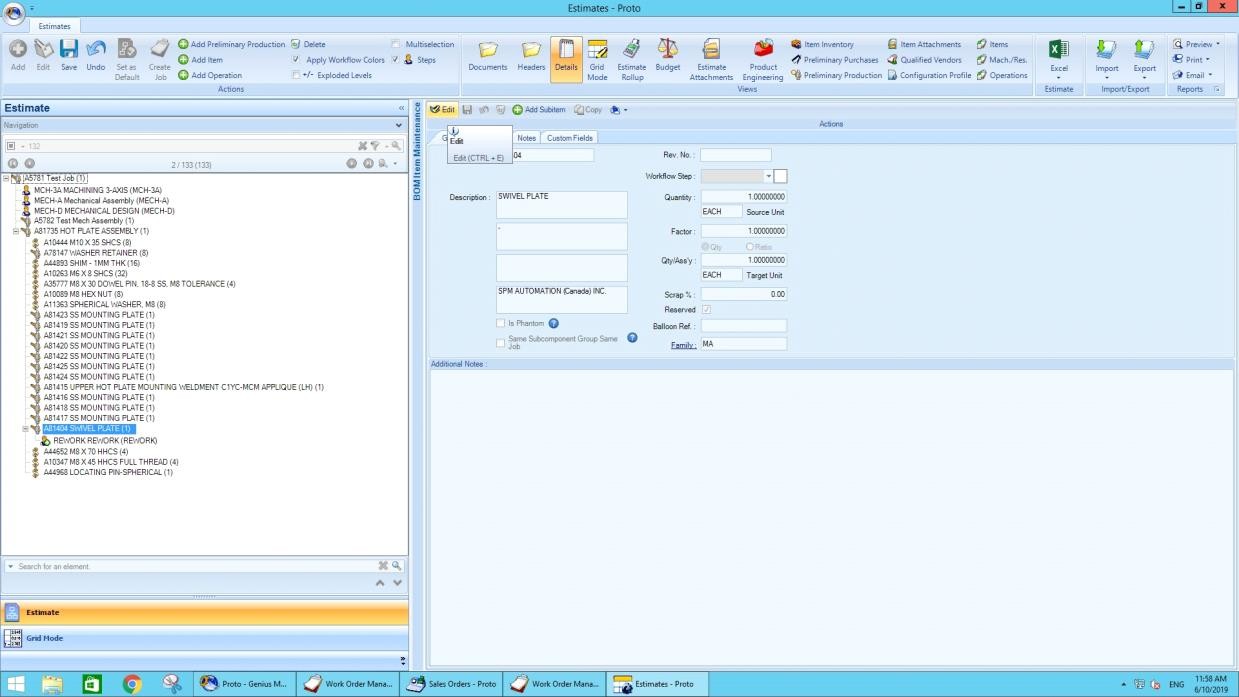 Estimates - Proto
Estimates
Add
Edit
Save
Undo
Set as Default
Create Job
Add Preliminary Production
Add Item
Add Operation
Delete
Apply Workflow Colors
+/- Exploded Levels
Multiselection
Steps
Actions
Documents
Headers
Details
Grid Mode
Estimate Rollup
Budget
Estimate Attachments
Product Engineering
Item Inventory
Preliminary Purchases
Preliminary Production
Item Attachments
Qualified Vendors
Configuration Profile
Items
Mach./Res.
Operations
Views
Excel
Estimate
Import
Export
Import/Export
Preview
Print
Email
Reports
Estimate
Navigation
132
2 / 133 (133)
A5781 Test Job (1)
MCH-3A MACHINING 3-AXIS (MCH-3A)
MECH-A Mechanical Assembly (MECH-A)
MECH-D MECHANICAL DESIGN (MECH-D)
A5782 Test Mech Assembly (1)
A81735 HOT PLATE ASSEMBLY (1)
A10444 M10 X 35 SHCS (8)
A78147 WASHER RETAINER (8)
A44893 SHIM - 1MM THK (16)
A10263 M6 X 8 SHCS (32)
A35777 M8 X 30 DOWEL PIN, 18-8 SS, M8 TOLERANCE (4)
A10089 M8 HEX NUT (8)
A11363 SPHERICAL WASHER, M8 (8)
A81423 SS MOUNTING PLATE (1)
A81419 SS MOUNTING PLATE (1)
A81421 SS MOUNTING PLATE (1)
A81420 SS MOUNTING PLATE (1)
A81422 SS MOUNTING PLATE (1)
A81425 SS MOUNTING PLATE (1)
A81424 SS MOUNTING PLATE (1)
A81415 UPPER HOT PLATE MOUNTING WELDMENT C1YC-MCM APPLIQUE (LH) (1)
A81416 SS MOUNTING PLATE (1)
A81418 SS MOUNTING PLATE (1)
A81417 SS MOUNTING PLATE (1)
A81404 SWIVEL PLATE (1)
REWORK REWORK (REWORK)
A44652 M8 X 70 HHCS (4)
A10347 M8 X 45 HHCS FULL THREAD (4)
A44968 LOCATING PIN-SPHERICAL (1)
Search for an element
Estimate
Grid Mode
BOM Item Maintenance
Edit
Add Subitem
Copy
Actions
G
Notes
Custom Fields
Edit
Edit (CTRL + E)
04
Rev. No. :
Workflow Step :
Description :
SWIVEL PLATE
-
SPM AUTOMATION (Canada) INC.
Is Phantom
Same Subcomponent Group Same Job
Quantity :
1.00000000
EACH
Source Unit
Factor :
1.00000000
Qty
Ratio
Qty/Ass'y :
1.00000000
EACH
Target Unit
Scrap % :
0.00
Reserved
Balloon Ref. :
Family :
MA
Additional Notes :
Proto - Genius M...
Work Order Mana...
Sales Orders - Proto
Work Order Mana...
Estimates - Proto
ENG
11:58 AM
6/10/2019